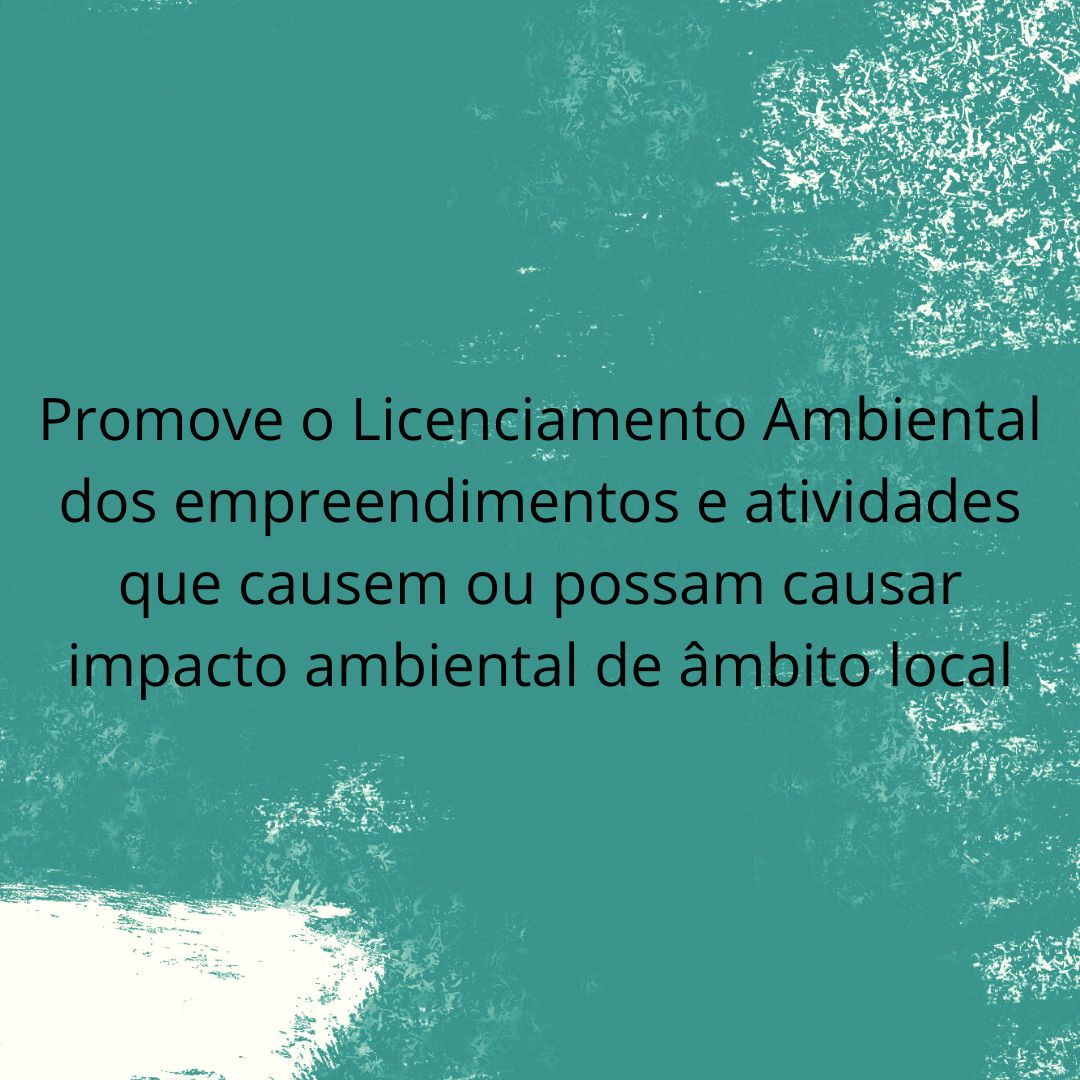 Promove o Licenciamento Ambiental
dos empreendimentos e atividades
que causem ou possam causar
impacto ambiental de âmbito local